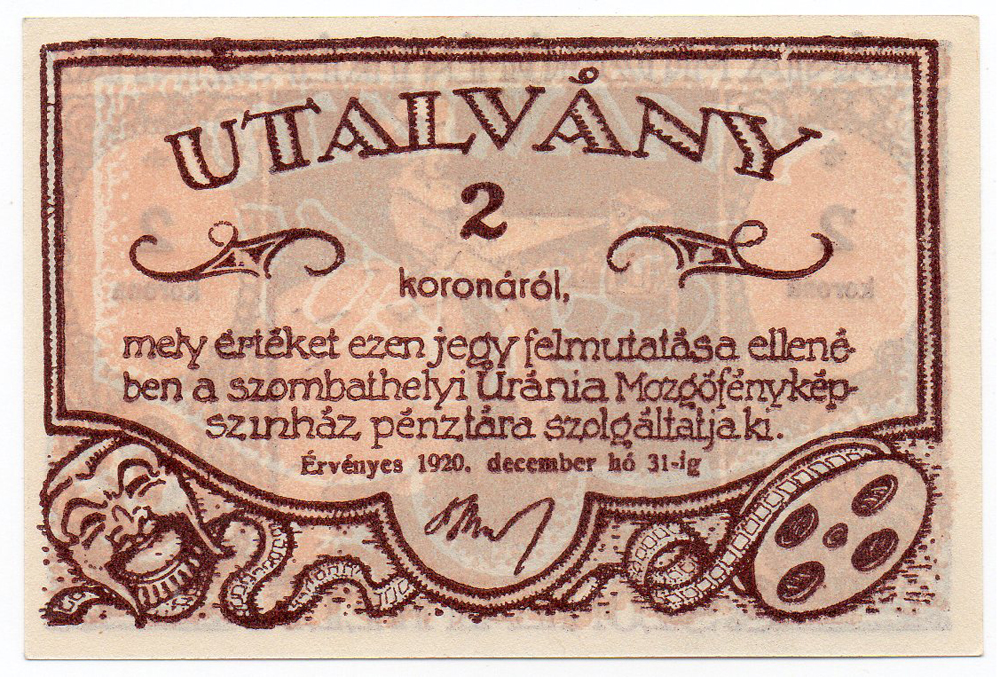 UTALVÁNY
2
koronáról,
mely értéket ezen jegy felmutatása ellené-
ben a szombathelyi Uránia Mozgófénykép-
szinház pénztára szolgáltatja ki.
Érvényes 1920. december hó 31-ig